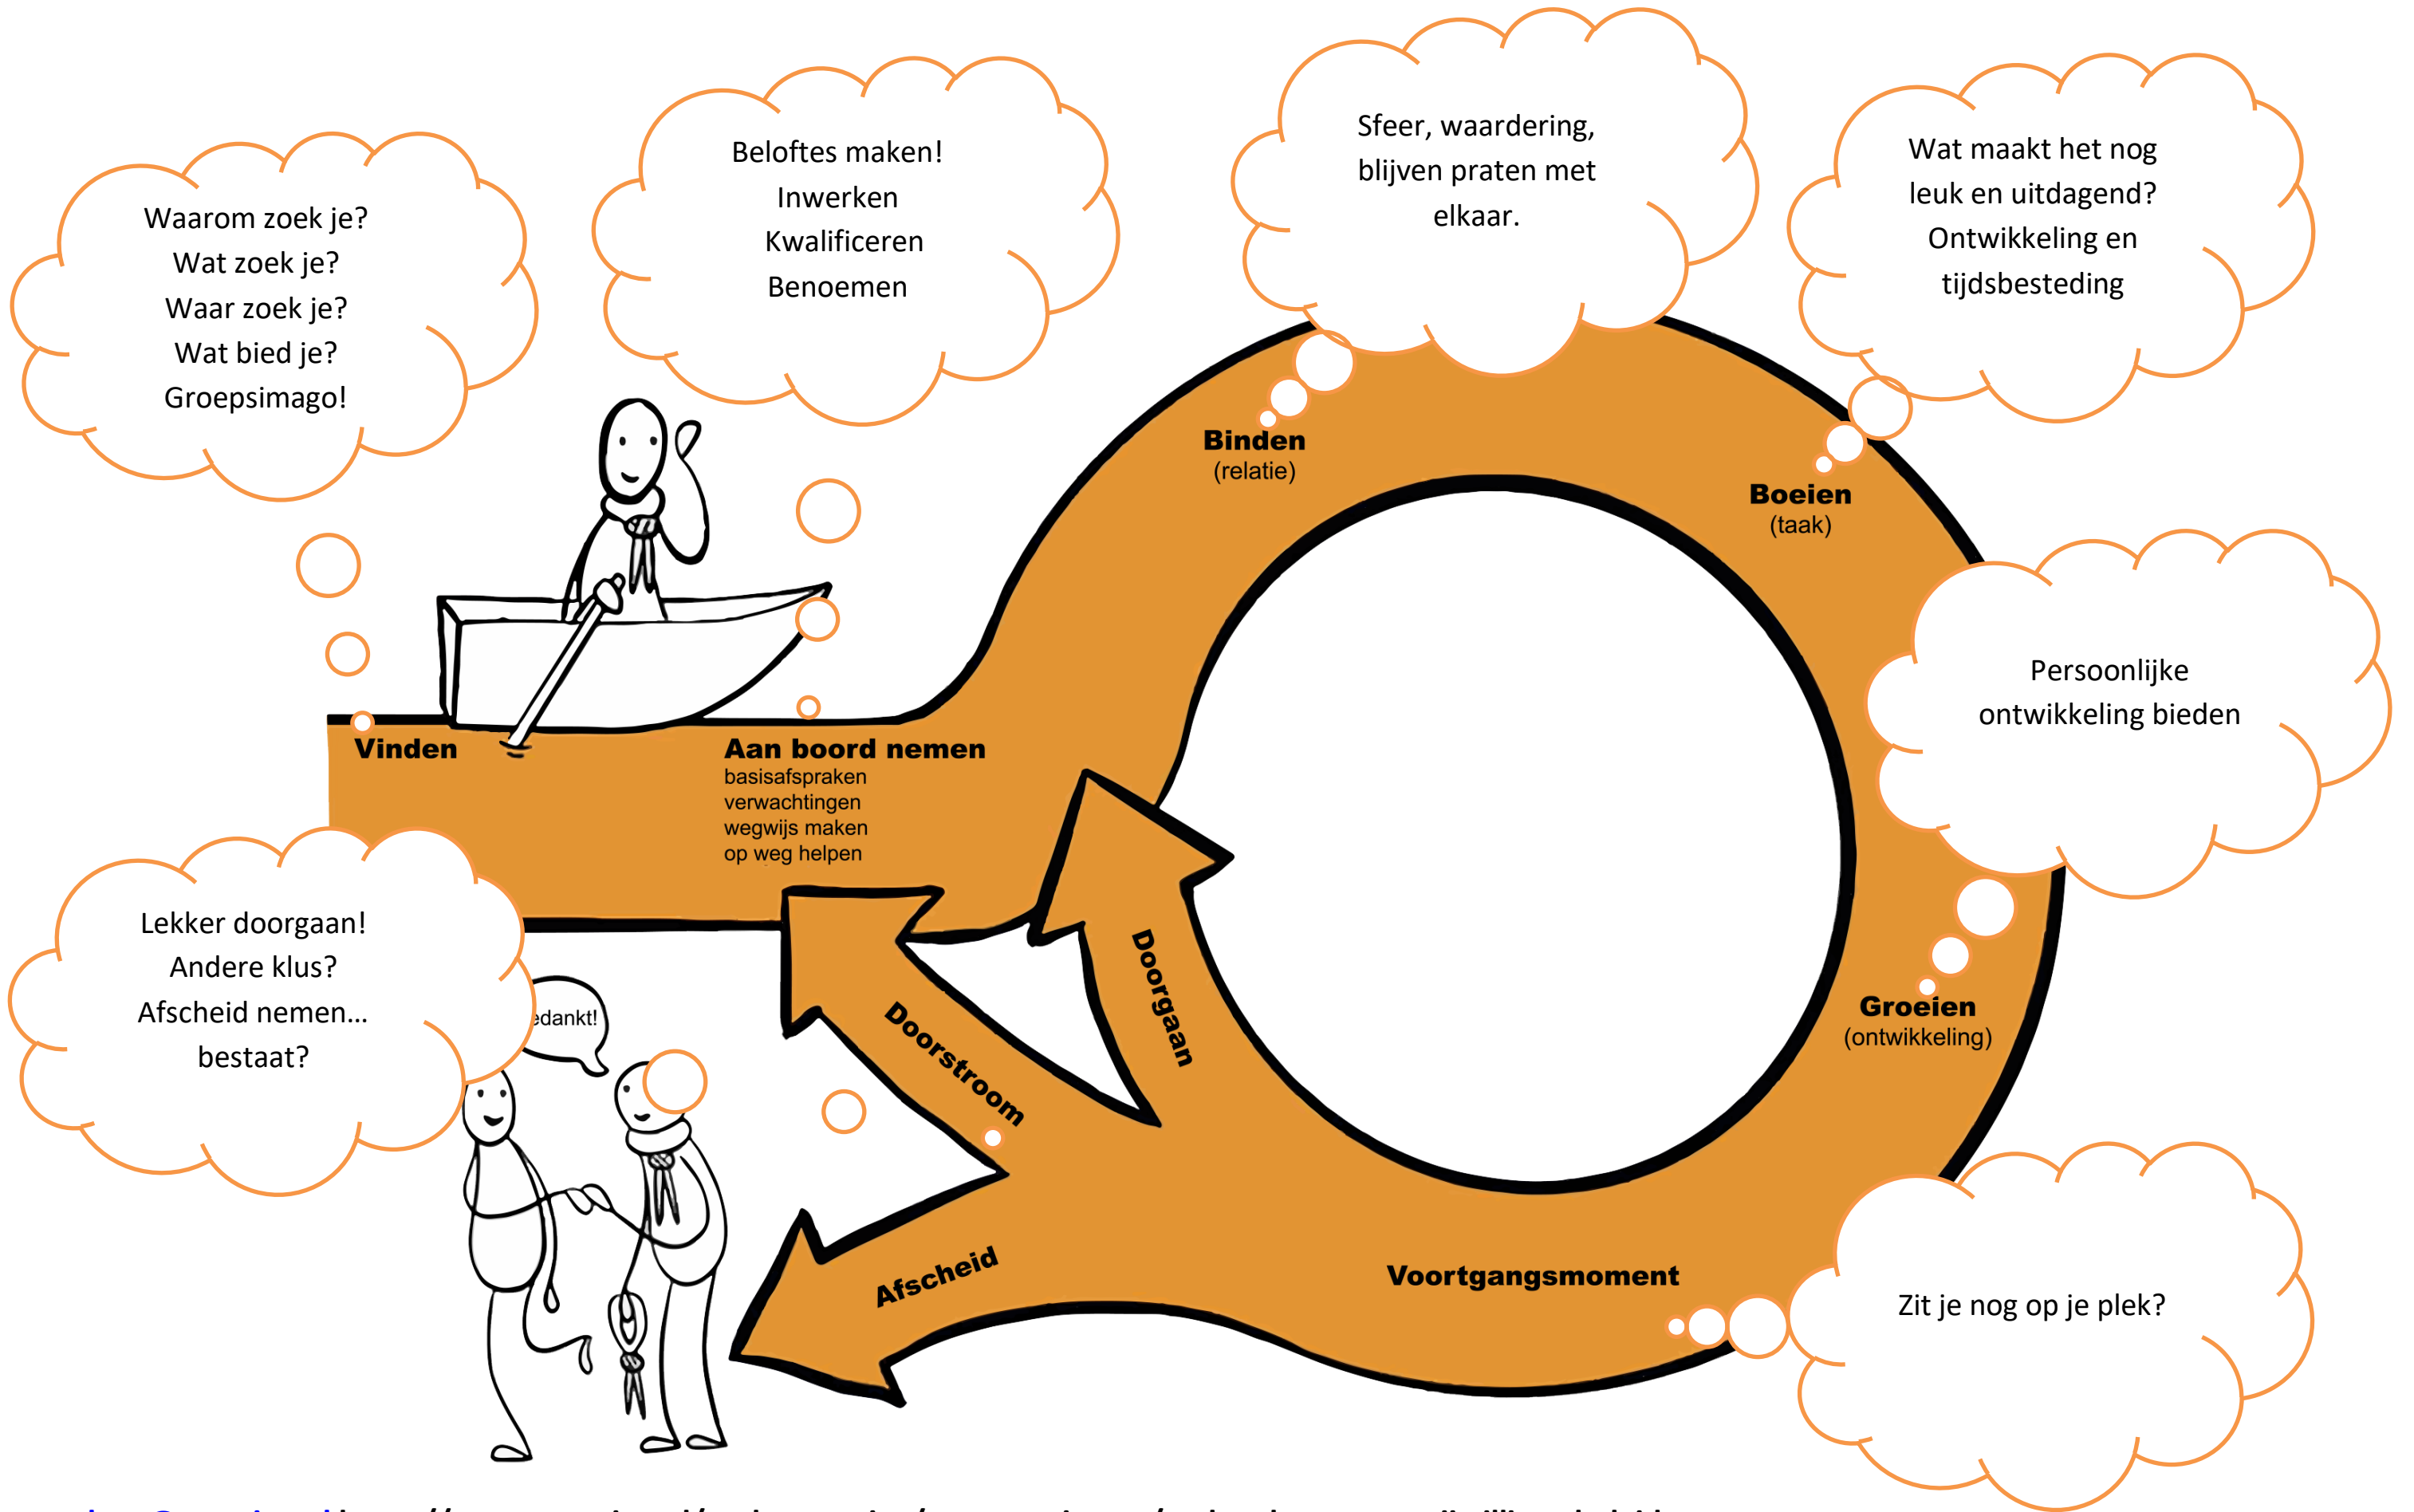 Waarom zoek je?
Wat zoek je?
Waar zoek je?
Wat bied je?
Groepsimago!
Beloftes maken!
Inwerken
Kwalificeren
Benoemen
Sfeer, waardering,
blijven praten met
elkaar.
Wat maakt het nog
leuk en uitdagend?
Ontwikkeling en
tijdsbesteding
Binden
(relatie)
Boeien
(taak)
Persoonlijke
ontwikkeling bieden
Vinden
Aan boord nemen
basisafspraken
verwachtingen
wegwijs maken
op weg helpen
Lekker doorgaan!
Andere klus?
Afscheid nemen...
bestaat?
edankt!
Doorgaan
Doorstroom
Groeien
(ontwikkeling)
Afscheid
Voortgangsmoment
Zit je nog op je plek?